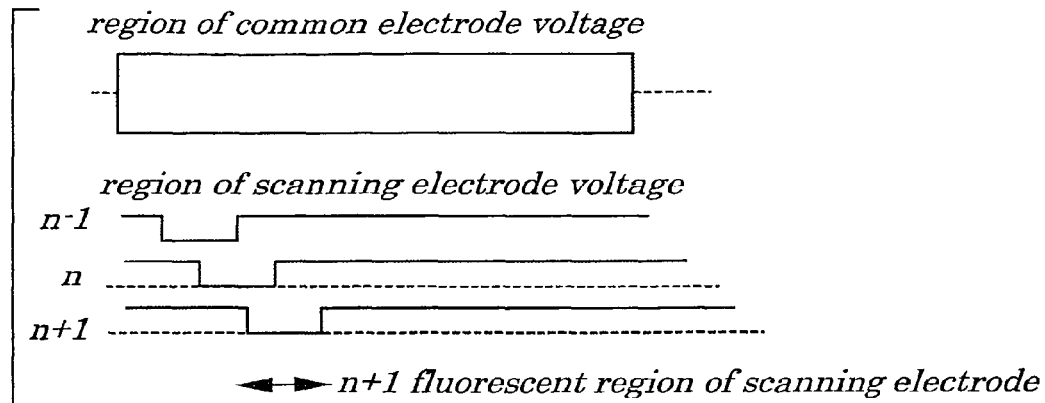 region of common electrode voltage
region of scanning electrode voltage
n-1
n
n+1
n+1 fluorescent region of scanning electrode